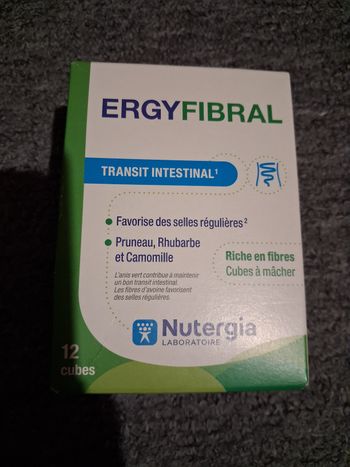 ERGYFIBRAL
TRANSIT INTESTINAL¹
• Favorise des selles régulières²
• Pruneau, Rhubarbe
et Camomille
L'anis vert contribue à maintenir
un bon transit intestinal.
Les fibres d'avoine favorisent
des selles régulières.
Riche en fibres
Cubes à mâcher
Nutergia
LABORATOIRE
12
cubes